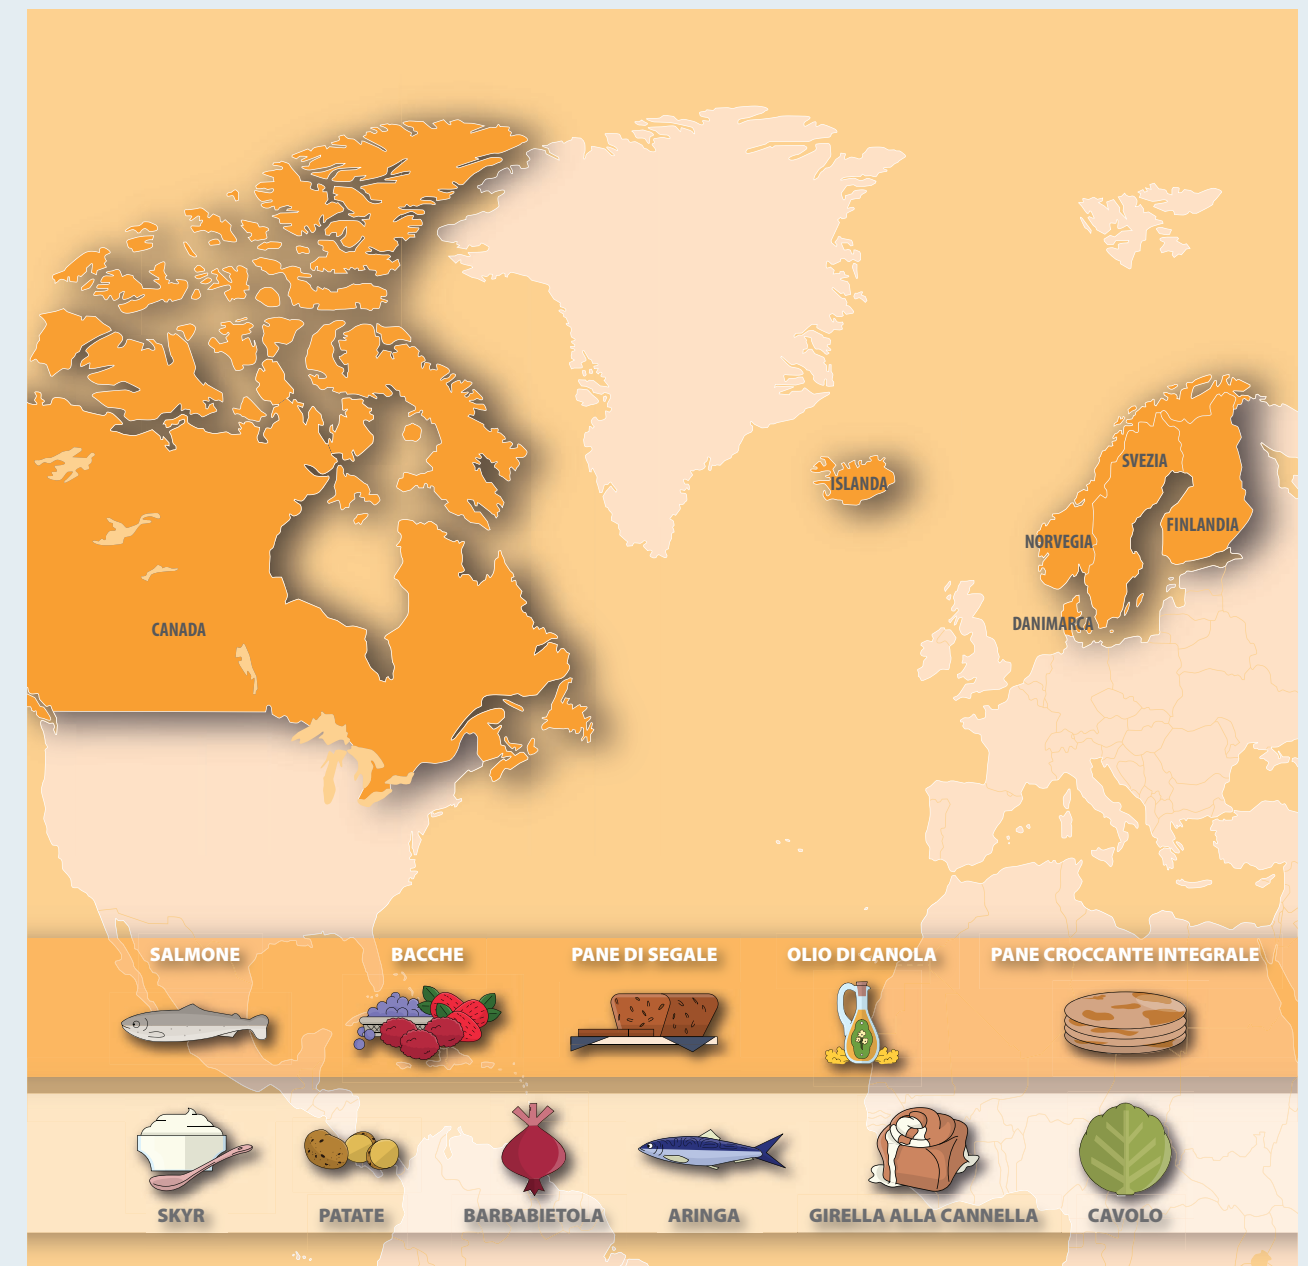 SVEZIA
ISLANDA
FINLANDIA
NORVEGIA
DANIMARCA
CANADA
SALMONE
BACCHE
PANE DI SEGALE
OLIO DI CANOLA
PANE CROCCANTE INTEGRALE
SKYR
PATATE
BARBABIETOLA
ARINGA
GIRELLA ALLA CANNELLA
CAVOLO